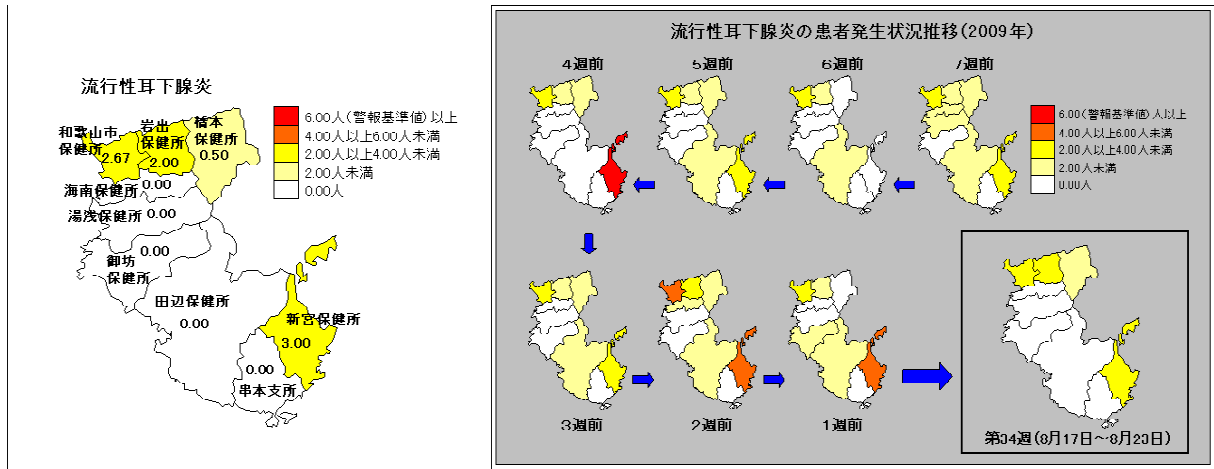 流行性耳下腺炎
6.00人(警報基準値)以上
4.00人以上6.00人未満
2.00人以上4.00人未満
2.00人未満
0.00人
和歌山市
保健所
2.67
岩出
保健所
2.00
橋本
保健所
0.50
0.00
海南保健所
0.00
湯浅保健所
0.00
御坊
保健所
田辺保健所
0.00
新宮保健所
3.00
0.00
串本支所
流行性耳下腺炎の患者発生状況推移(2009年)
4週前
5週前
6週前
7週前
6.00(警報基準値)人以上
4.00人以上6.00人未満
2.00人以上4.00人未満
2.00人未満
0.00人
3週前
2週前
1週前
第34週(8月17日～8月23日)